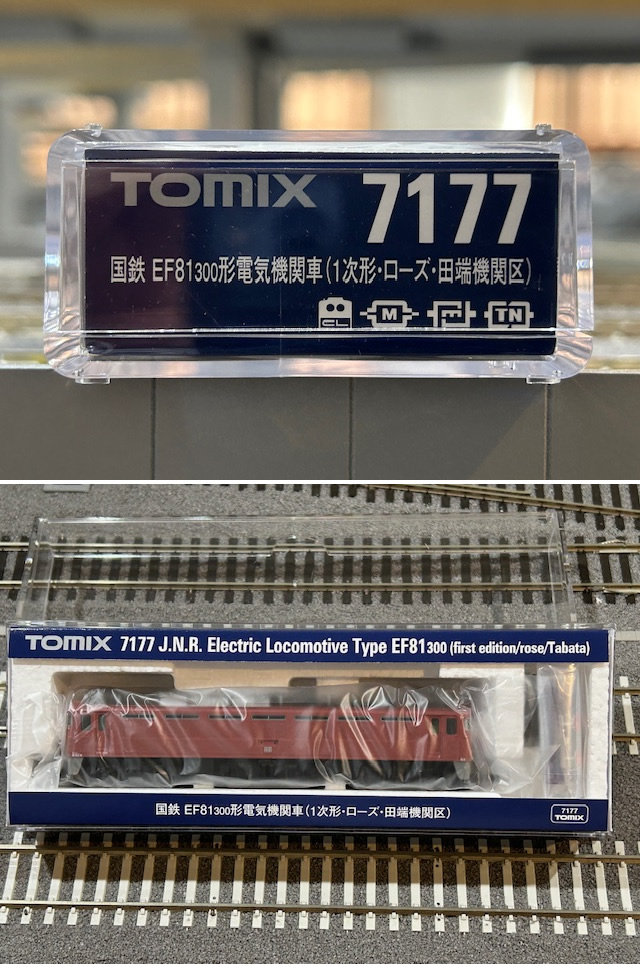 TOMIX 7177
国鉄 EF81300形電気機関車(1次形・ローズ・田端機関区)
CL M TN
TOMIX 7177 J.N.R. Electric Locomotive Type EF81300 (first edition/rose/Tabata)
国鉄 EF81300形電気機関車(1次形・ローズ・田端機関区)
7177
TOMIX